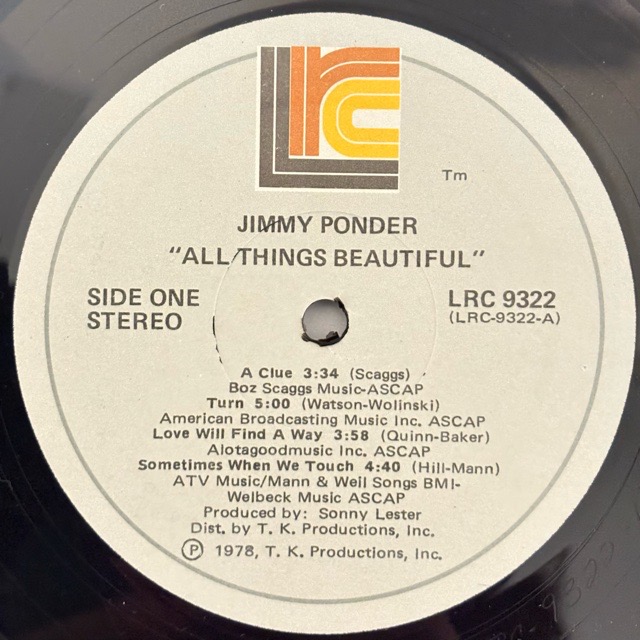 lrc
Tm
JIMMY PONDER
"ALL THINGS BEAUTIFUL"
SIDE ONE
STEREO
LRC 9322
(LRC-9322-A)
A Clue 3:34 (Scaggs)
Boz Scaggs Music-ASCAP
Turn 5:00 (Watson-Wolinski)
American Broadcasting Music Inc. ASCAP
Love Will Find A Way 3:58 (Quinn-Baker)
Alotagoodmusic Inc. ASCAP
Sometimes When We Touch 4:40 (Hill-Mann)
ATV Music/Mann & Weil Songs BMI-
Welbeck Music ASCAP
Produced by: Sonny Lester
Dist. by T. K. Productions, Inc.
Ⓟ 1978, T. K. Productions, Inc.